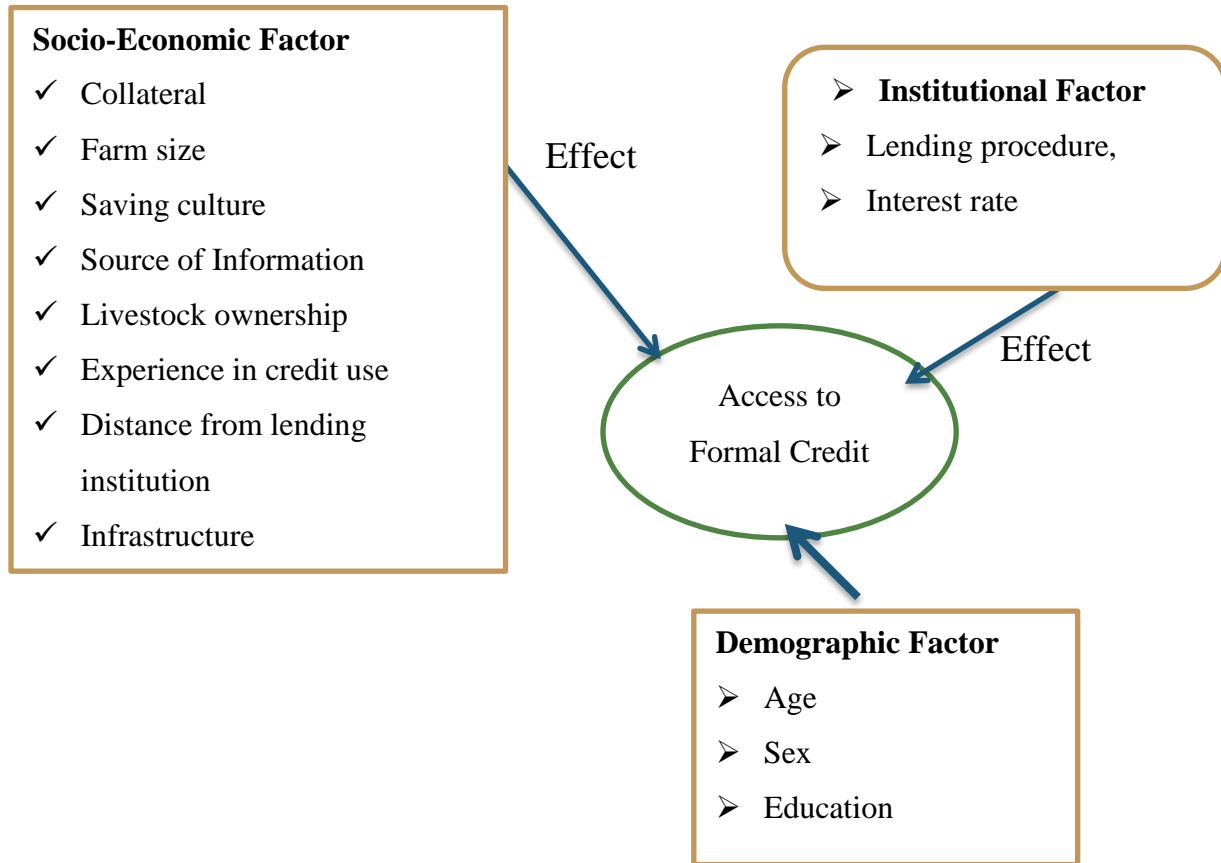 Socio-Economic Factor
✓ Collateral
✓ Farm size
✓ Saving culture
✓ Source of Information
✓ Livestock ownership
✓ Experience in credit use
✓ Distance from lending
institution
✓ Infrastructure
Effect
➢ Institutional Factor
➢ Lending procedure,
➢ Interest rate
Effect
Access to
Formal Credit
Demographic Factor
➢ Age
➢ Sex
➢ Education